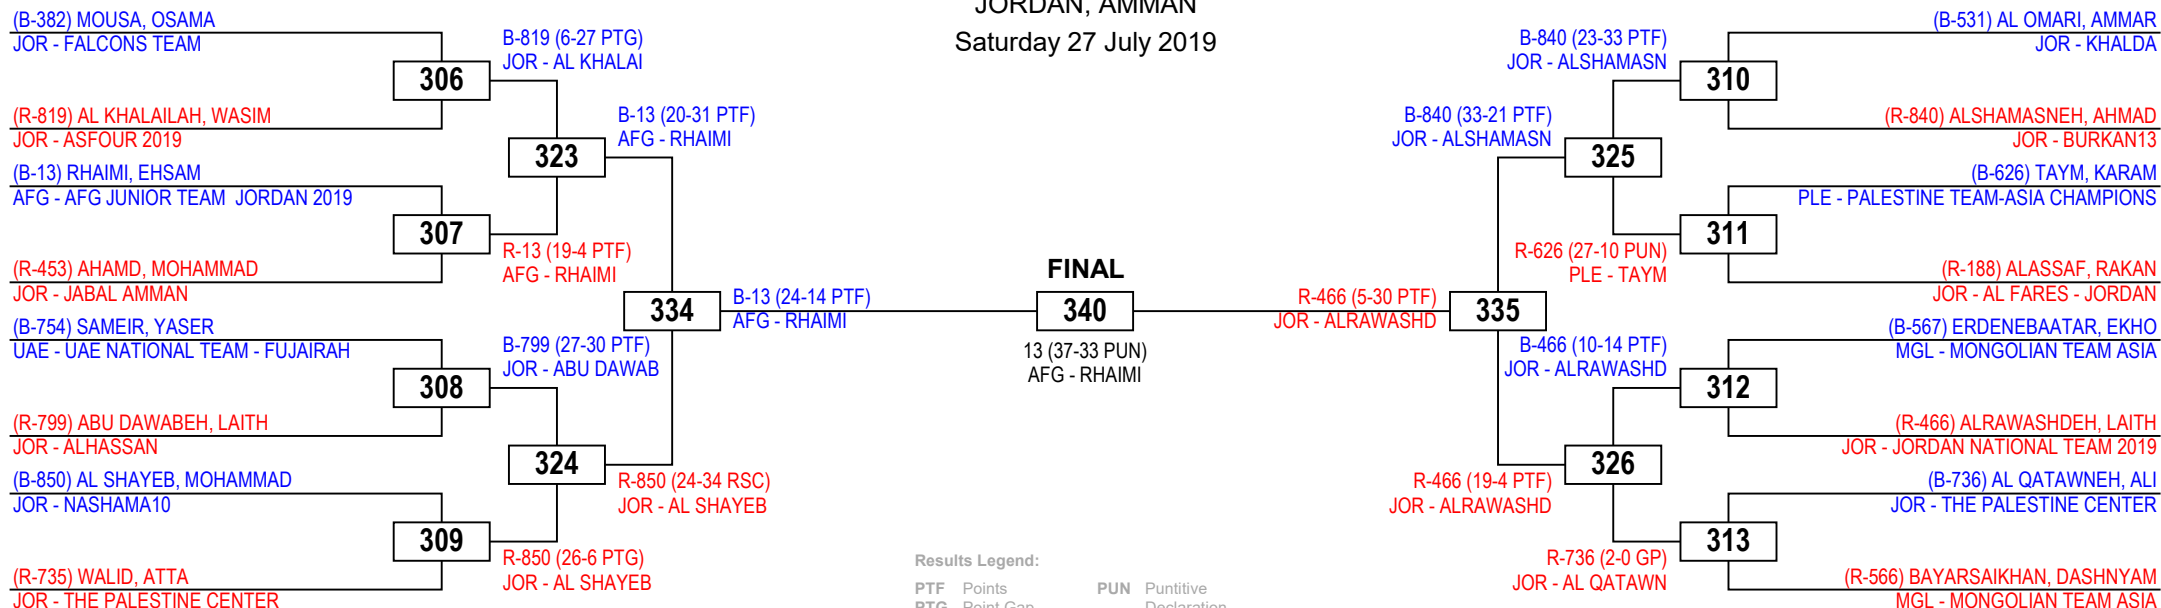 JORDAN, AMMAN
Saturday 27 July 2019
(B-382) MOUSA, OSAMA
JOR - FALCONS TEAM
306
(R-819) AL KHALAILAH, WASIM
JOR - ASFOUR 2019
B-819 (6-27 PTG)
JOR - AL KHALAI
(B-13) RHAIMI, EHSAM
AFG - AFG JUNIOR TEAM  JORDAN 2019
307
(R-453) AHAMD, MOHAMMAD
JOR - JABAL AMMAN
R-13 (19-4 PTF)
AFG - RHAIMI
323
B-13 (20-31 PTF)
AFG - RHAIMI
(B-754) SAMEIR, YASER
UAE - UAE NATIONAL TEAM - FUJAIRAH
308
(R-799) ABU DAWABEH, LAITH
JOR - ALHASSAN
B-799 (27-30 PTF)
JOR - ABU DAWAB
(B-850) AL SHAYEB, MOHAMMAD
JOR - NASHAMA10
309
(R-735) WALID, ATTA
JOR - THE PALESTINE CENTER
R-850 (26-6 PTG)
JOR - AL SHAYEB
324
R-850 (24-34 RSC)
JOR - AL SHAYEB
334
B-13 (24-14 PTF)
AFG - RHAIMI
FINAL
340
13 (37-33 PUN)
AFG - RHAIMI
R-466 (5-30 PTF)
JOR - ALRAWASHD
335
B-840 (33-21 PTF)
JOR - ALSHAMASN
325
B-840 (23-33 PTF)
JOR - ALSHAMASN
310
(B-531) AL OMARI, AMMAR
JOR - KHALDA
(R-840) ALSHAMASNEH, AHMAD
JOR - BURKAN13
(B-626) TAYM, KARAM
PLE - PALESTINE TEAM-ASIA CHAMPIONS
311
R-626 (27-10 PUN)
PLE - TAYM
(R-188) ALASSAF, RAKAN
JOR - AL FARES - JORDAN
(B-567) ERDENEBAATAR, EKHO
MGL - MONGOLIAN TEAM ASIA
B-466 (10-14 PTF)
JOR - ALRAWASHD
312
(R-466) ALRAWASHDEH, LAITH
JOR - JORDAN NATIONAL TEAM 2019
326
R-466 (19-4 PTF)
JOR - ALRAWASHD
(B-736) AL QATAWNEH, ALI
JOR - THE PALESTINE CENTER
313
R-736 (2-0 GP)
JOR - AL QATAWN
(R-566) BAYARSAIKHAN, DASHNYAM
MGL - MONGOLIAN TEAM ASIA
Results Legend:
PTF Points PUN Puntitive
PTG Point Gap Declaration